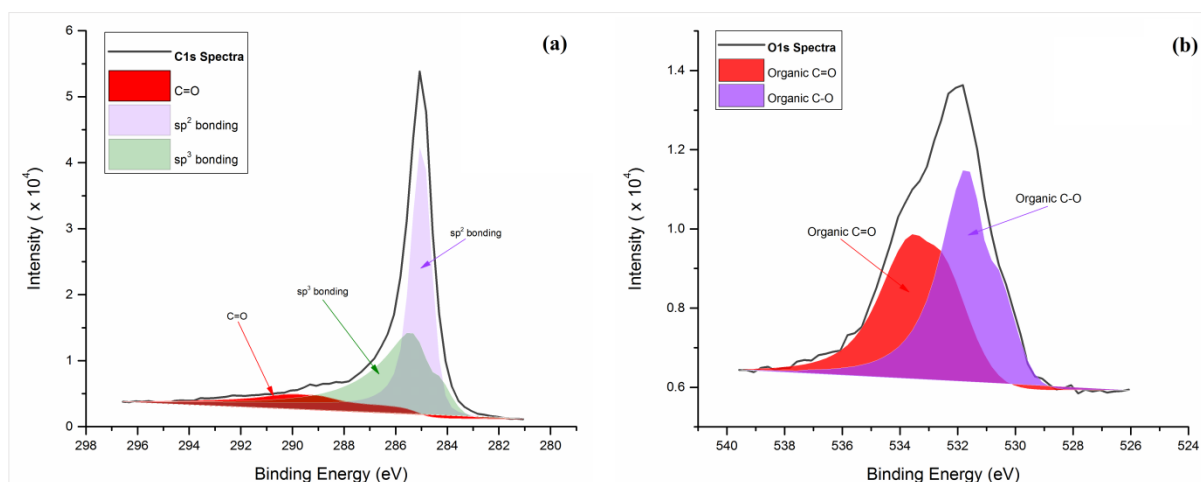 (a)
C1s Spectra
C=O
sp² bonding
sp³ bonding
6
5
4
3
2
1
0
Intensity ( x 10⁴)
sp² bonding
sp³ bonding
C=O
298 296 294 292 290 288 286 284 282 280
Binding Energy (eV)
(b)
O1s Spectra
Organic C=O
Organic C-O
1.4
1.2
1.0
0.8
0.6
Intensity ( x 10⁴)
Organic C-O
Organic C=O
540 538 536 534 532 530 528 526 524
Binding Energy (eV)